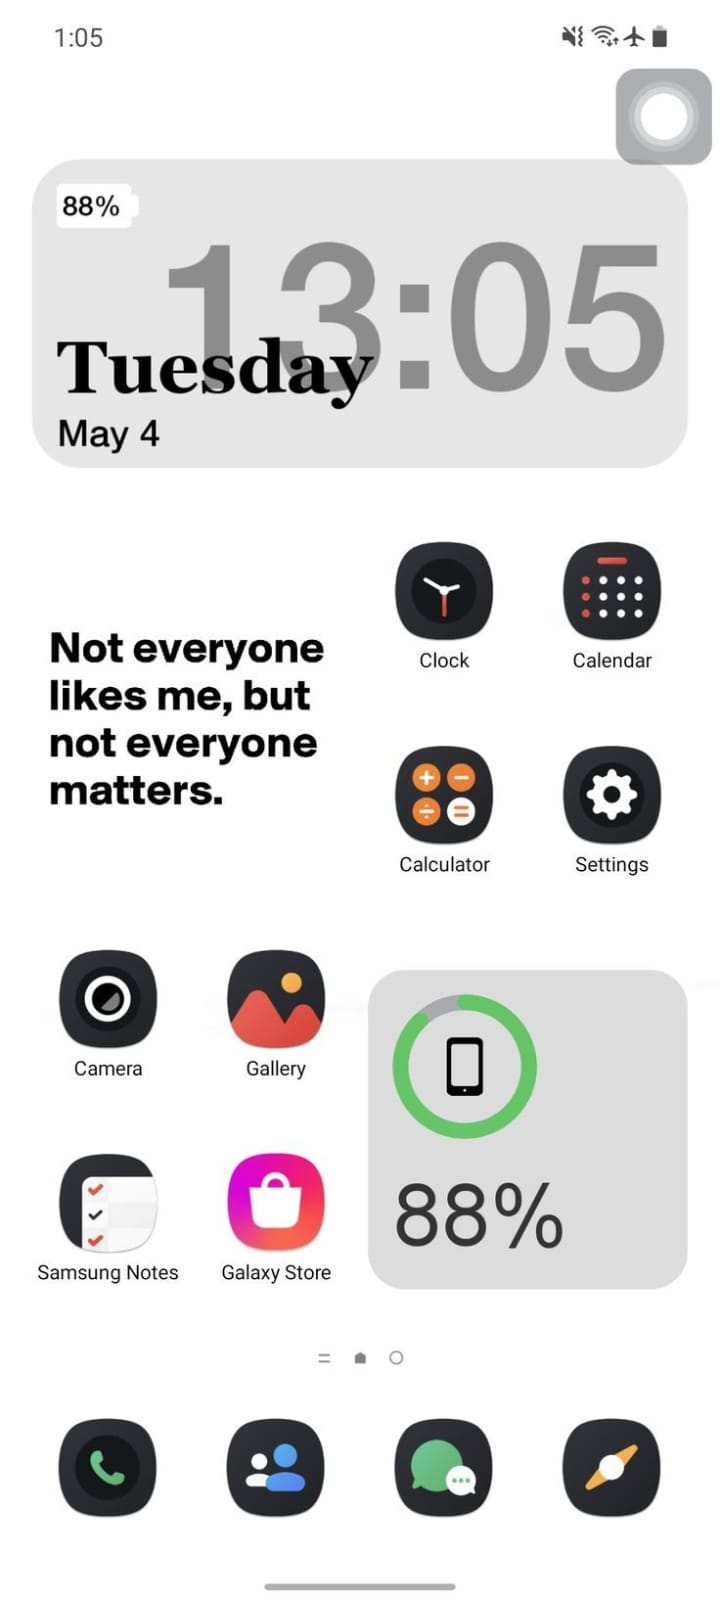 1:05
88%
13:05
Tuesday
May 4
Not everyone
likes me, but
not everyone
matters.
Clock
Calendar
Calculator
Settings
Camera
Gallery
Samsung Notes
Galaxy Store
88%